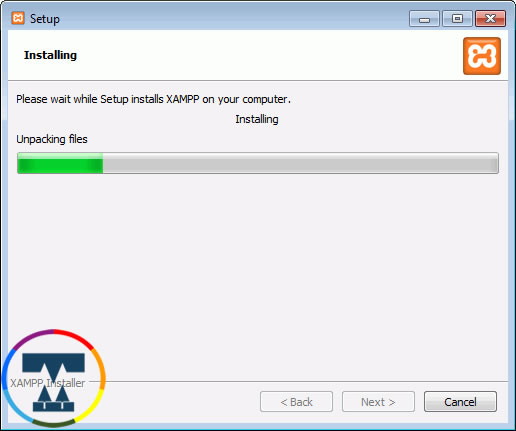 Setup
Installing
Please wait while Setup installs XAMPP on your computer.
Installing
Unpacking files
XAMPP Installer
< Back
Next >
Cancel